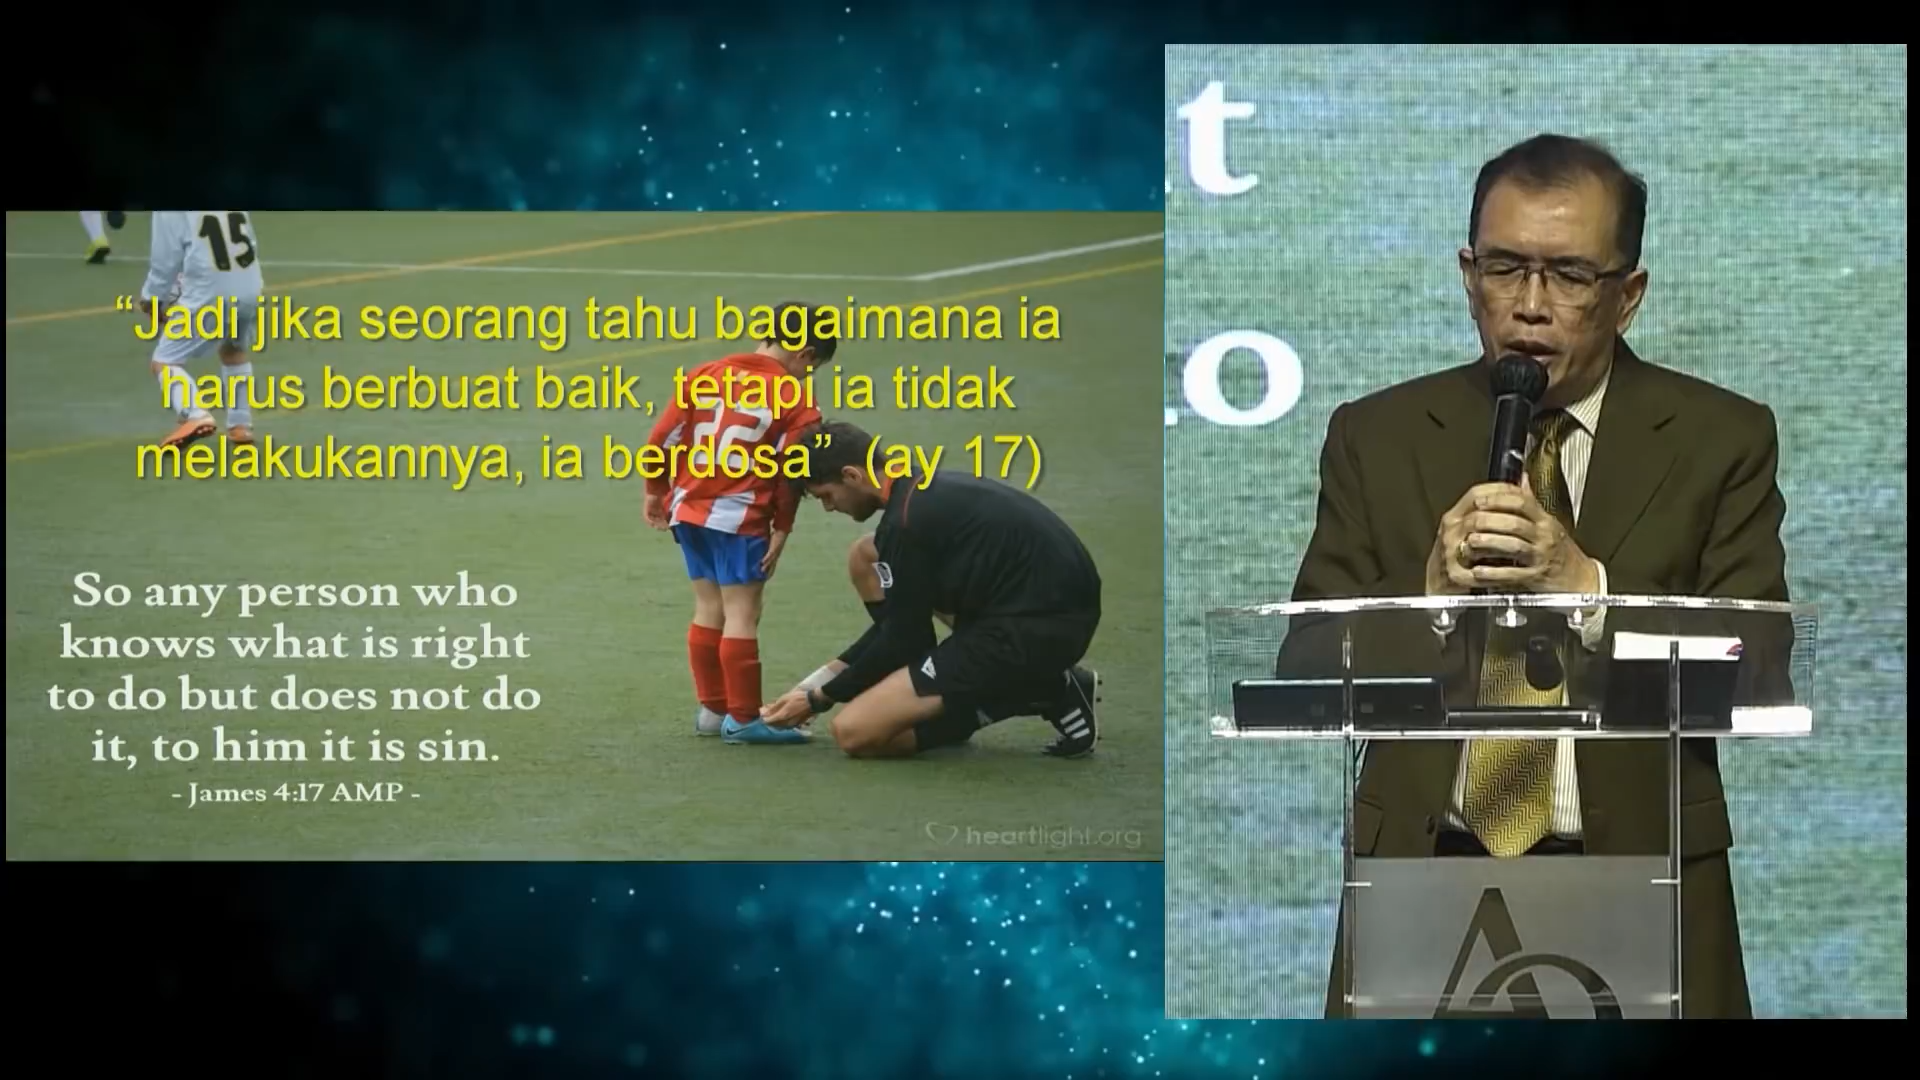 15
“Jadi jika seorang tahu bagaimana ia
harus berbuat baik, tetapi ia tidak
melakukannya, ia berdosa” (ay 17)
22
So any person who
knows what is right
to do but does not do
it, to him it is sin.
- James 4:17 AMP -
heartlight.org
t
o
AO